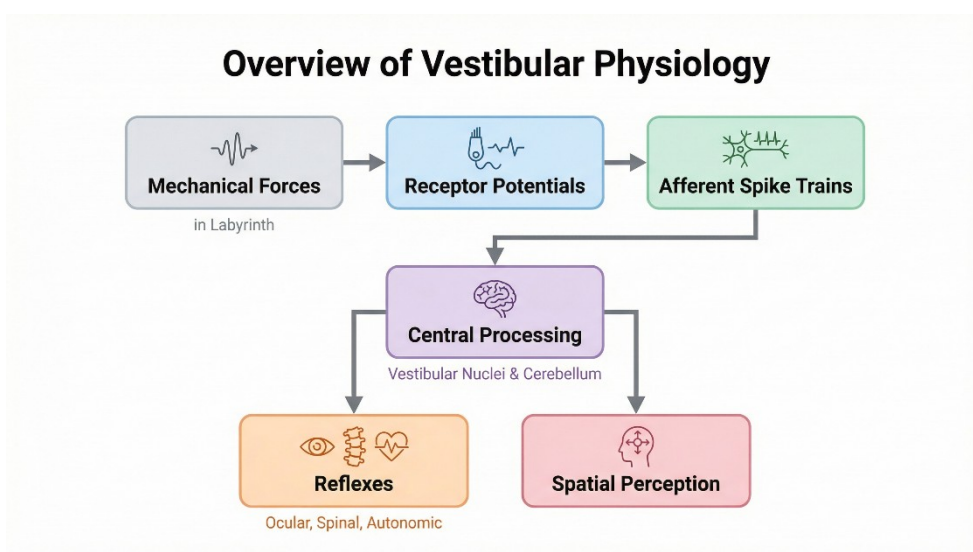 Overview of Vestibular Physiology
Mechanical Forces
in Labyrinth
Receptor Potentials
Afferent Spike Trains
Central Processing
Vestibular Nuclei & Cerebellum
Reflexes
Ocular, Spinal, Autonomic
Spatial Perception